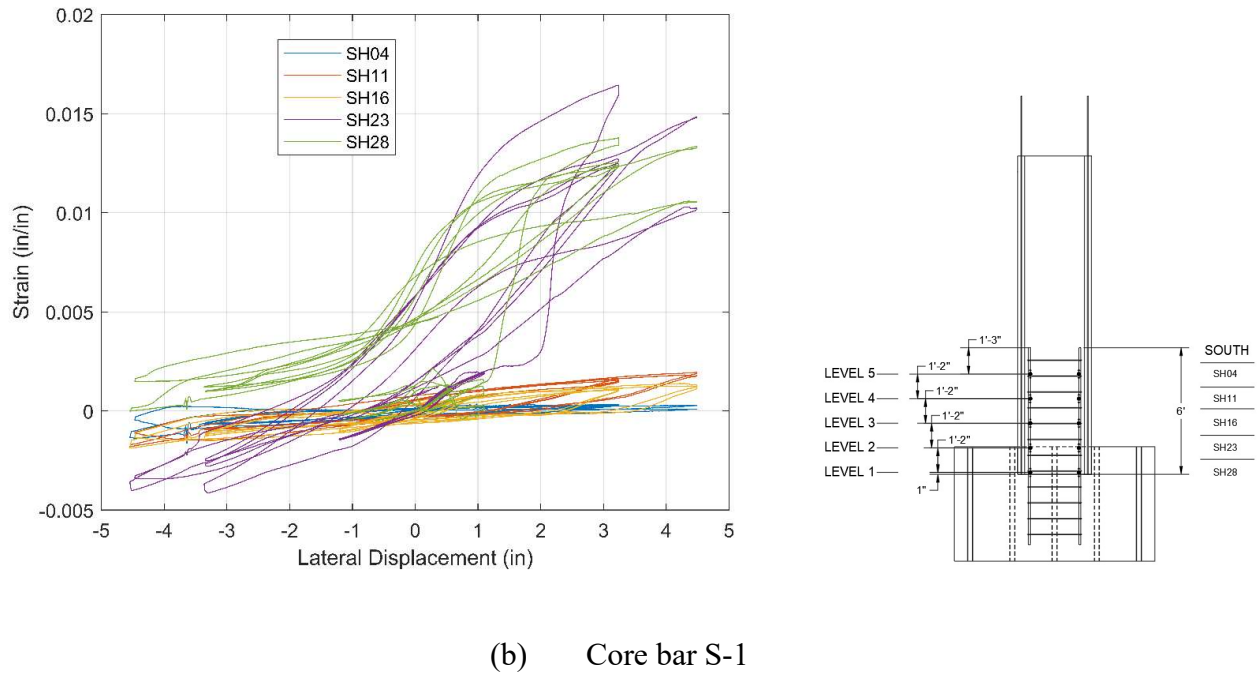 0.02
0.015
0.01
0.005
0
-0.005
Strain (in/in)
SH04
SH11
SH16
SH23
SH28
-5 -4 -3 -2 -1 0 1 2 3 4 5
Lateral Displacement (in)
1'-3"
1'-2"
1'-2"
1'-2"
1'-2"
1"
LEVEL 5
LEVEL 4
LEVEL 3
LEVEL 2
LEVEL 1
6'
SOUTH
SH04
SH11
SH16
SH23
SH28
(b) Core bar S-1